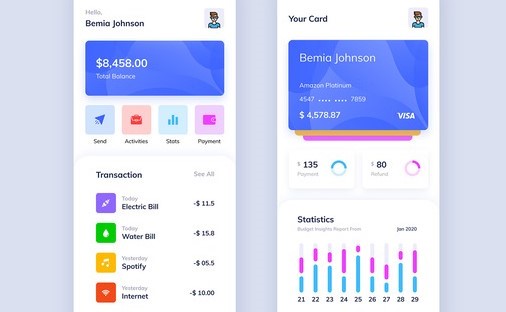 Hello,
Bemia Johnson
$8,458.00
Total Balance
Send
Activities
Stats
Payment
Transaction
See All
Today
Electric Bill
-$ 11.5
Today
Water Bill
-$ 15.8
Yesterday
Spotify
-$ 05.5
Yesterday
Internet
-$ 10.00
Your Card
Bemia Johnson
Amazon Platinum
4547 •••• •••• 7859
$ 4,578.87
VISA
$ 135
Payment
$ 80
Refund
Statistics
Budget Insights Report From
Jan 2020
21 22 23 24 25 26 27 28 29